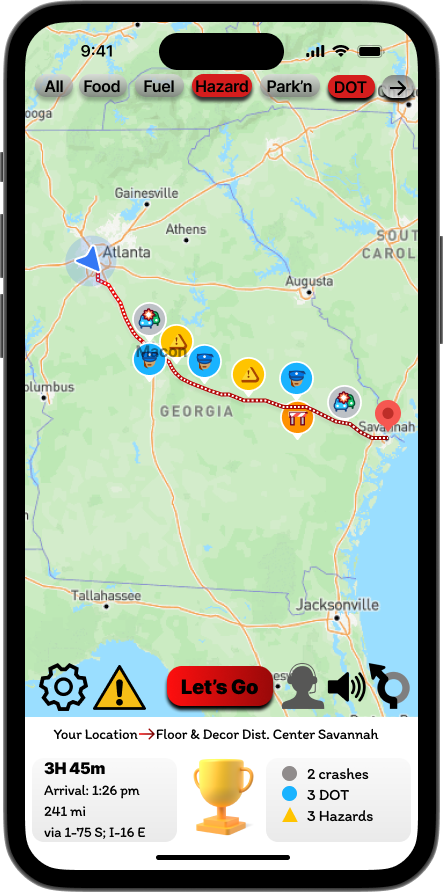 9:41
All Food Fuel Hazard Park'n DOT
ooga
Gainesville
Athens
Atlanta
SOUT
CAROL
Augusta
Macon
olumbus
GEORGIA
Savannah
Tallahassee
Jacksonville
Let's Go
Your Location→Floor & Decor Dist. Center Savannah
3H 45m
Arrival: 1:26 pm
241 mi
via 1-75 S; I-16 E
2 crashes
3 DOT
3 Hazards